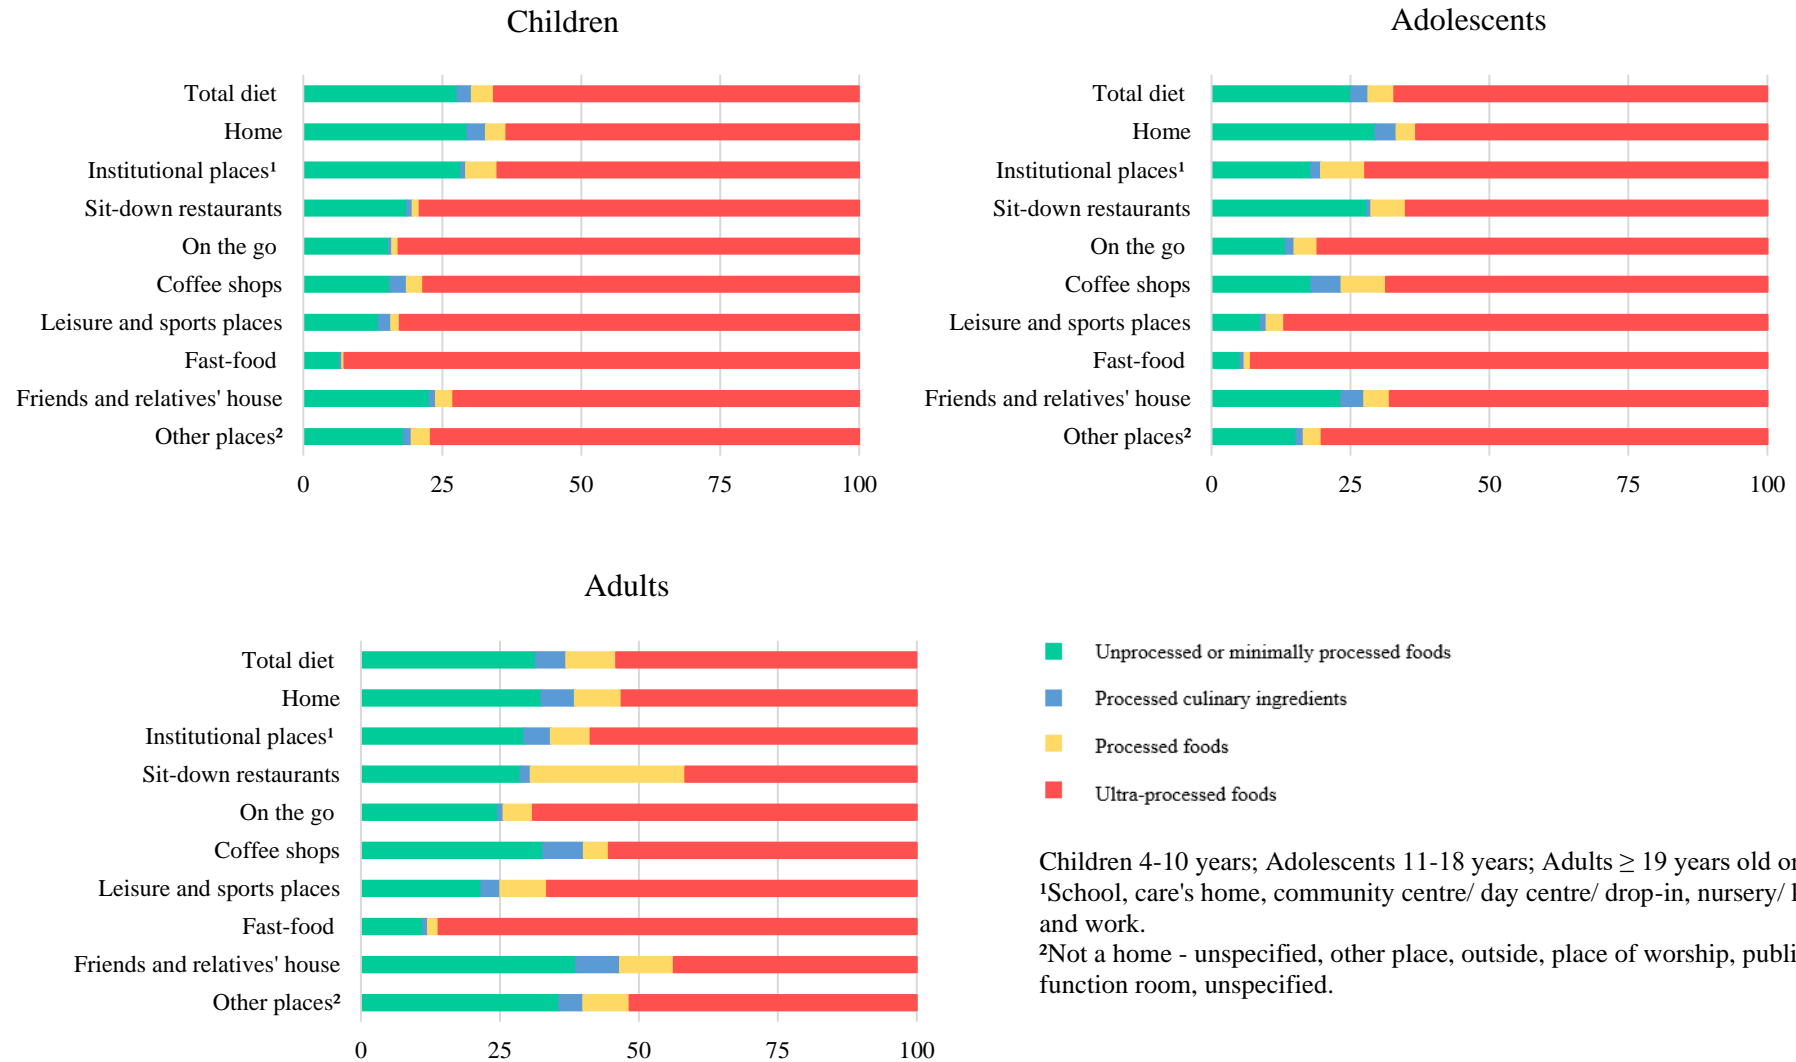 Children
Total diet
Home
Institutional places¹
Sit-down restaurants
On the go
Coffee shops
Leisure and sports places
Fast-food
Friends and relatives' house
Other places²
0 25 50 75 100
Adolescents
Total diet
Home
Institutional places¹
Sit-down restaurants
On the go
Coffee shops
Leisure and sports places
Fast-food
Friends and relatives' house
Other places²
0 25 50 75 100
Adults
Total diet
Home
Institutional places¹
Sit-down restaurants
On the go
Coffee shops
Leisure and sports places
Fast-food
Friends and relatives' house
Other places²
0 25 50 75 100
Unprocessed or minimally processed foods
Processed culinary ingredients
Processed foods
Ultra-processed foods
Children 4-10 years; Adolescents 11-18 years; Adults ≥ 19 years old
¹School, care's home, community centre/ day centre/ drop-in, nursery/
and work.
²Not a home - unspecified, other place, outside, place of worship,
function room, unspecified.